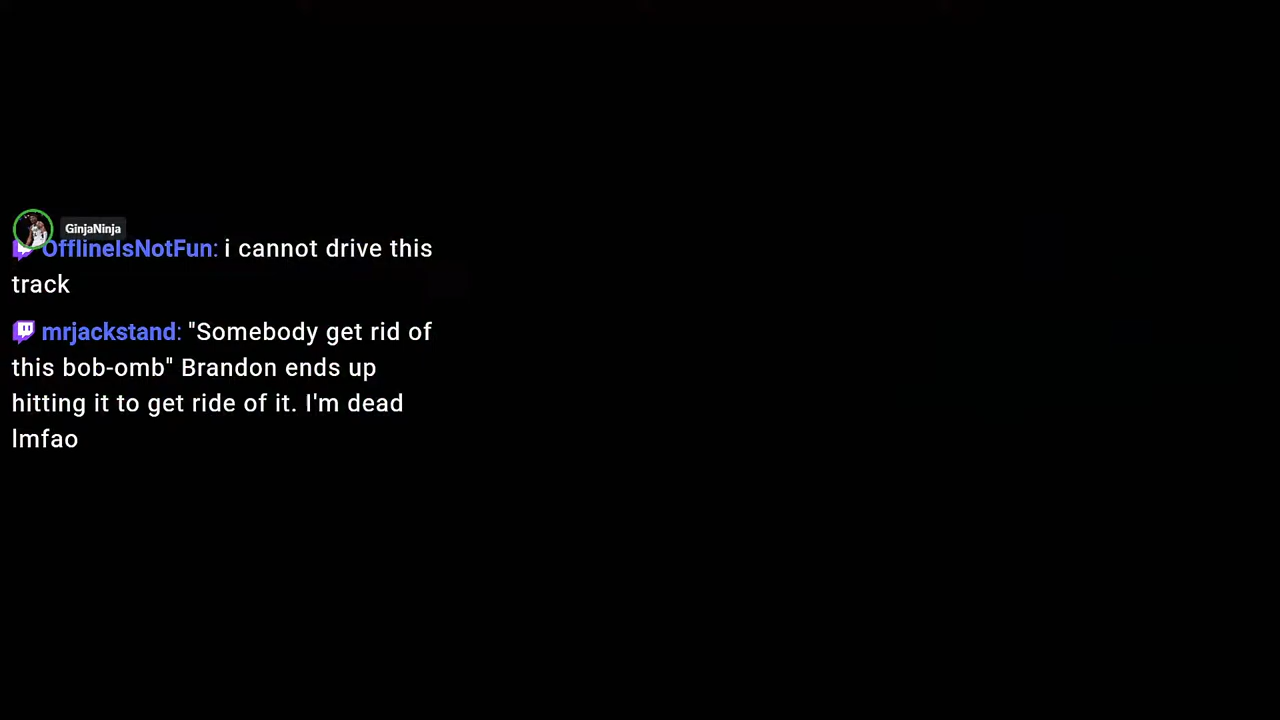 GinjaNinja
OfflineIsNotFun: i cannot drive this
track
mrjackstand: "Somebody get rid of
this bob-omb" Brandon ends up
hitting it to get ride of it. I'm dead
lmfao